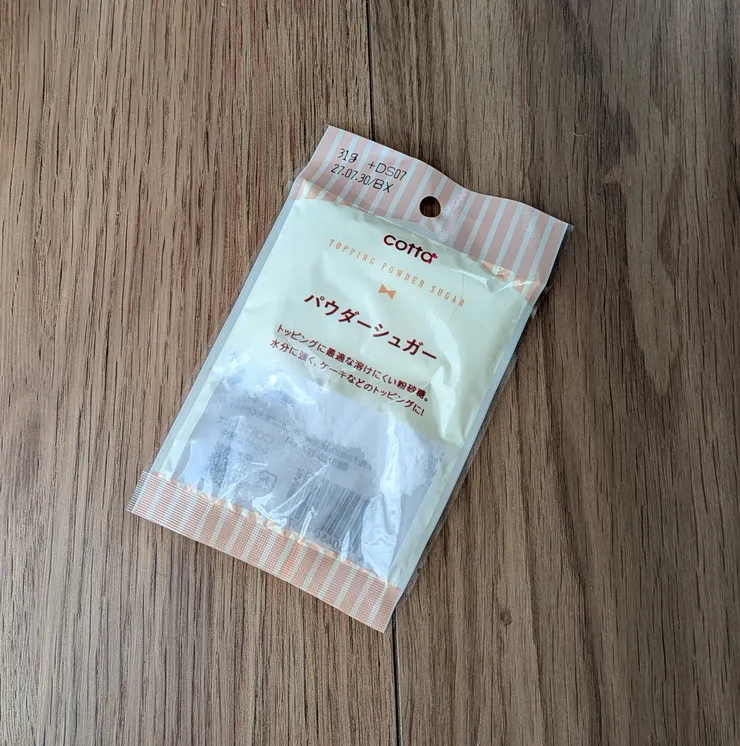 31g +DS07
27.07.30/BX
cotta
TOPPING POWDER SUGAR
パウダーシュガー
トッピングに最適な溶けにくい粉砂糖。
水分に強く、ケーキなどのトッピングに!